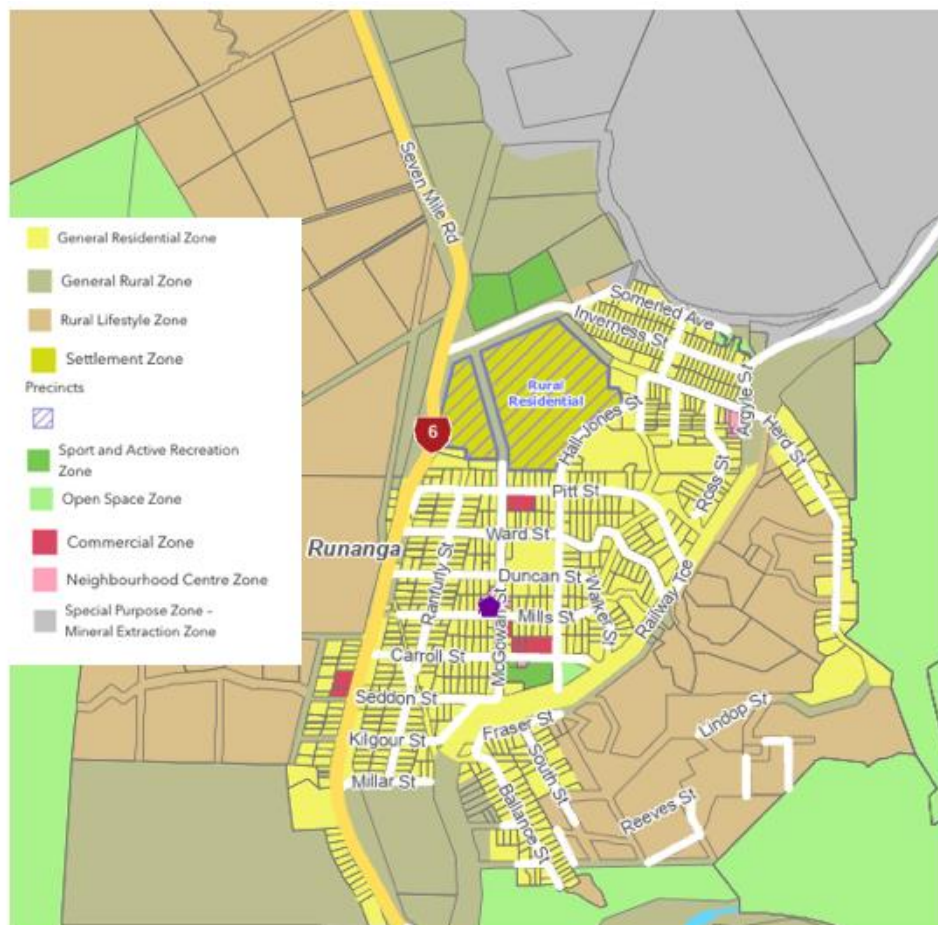 Seven Mile Rd
General Residential Zone
General Rural Zone
Rural Lifestyle Zone
Settlement Zone
Precincts
Sport and Active Recreation
Zone
Open Space Zone
Commercial Zone
Neighbourhood Centre Zone
Special Purpose Zone -
Mineral Extraction Zone
Somerled Ave
Inverness St
Rural
Residential
Hall-Jones St
Argyle St
Herd St
6
Ross St
Pitt St
Runanga
Ward St
Ranfurly St
Duncan St
Walker St
Railway Tce
Mills St
McGowan St
Carroll St
Seddon St
Lindop St
Fraser St
Kilgour St
South St
Millar St
Ballance St
Reeves St